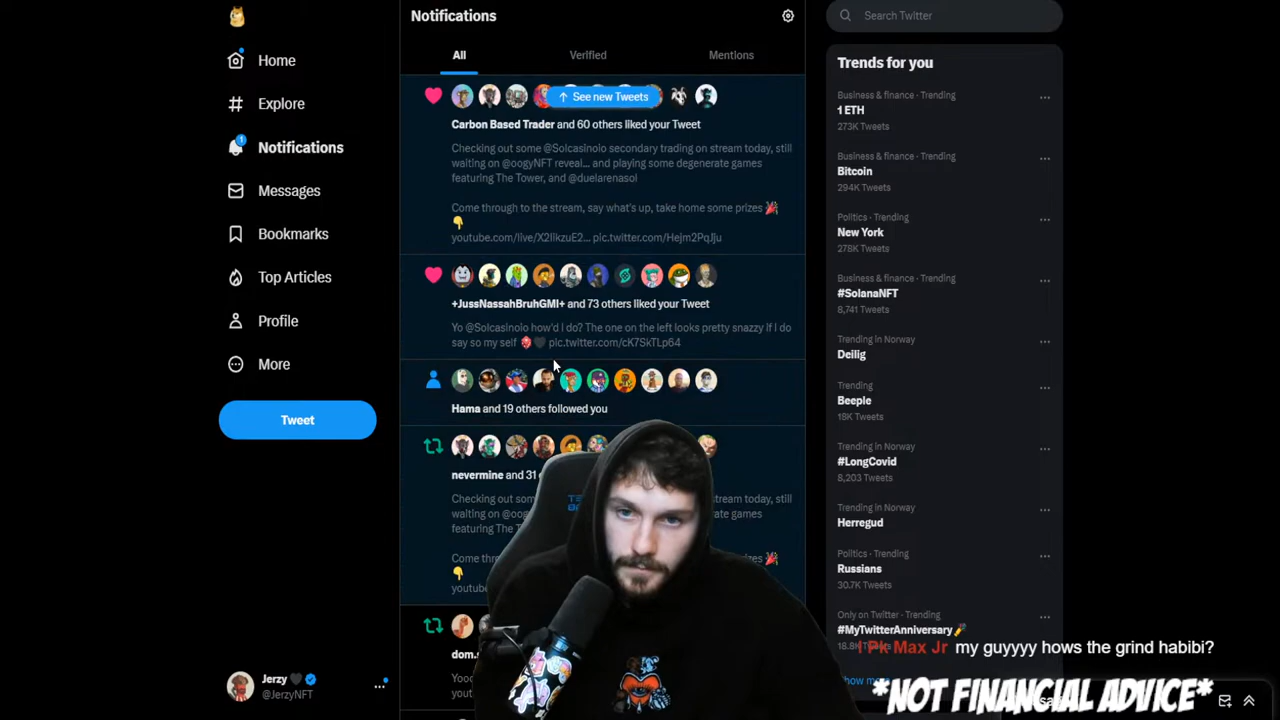 Home
Explore
1
Notifications
Messages
Bookmarks
Top Articles
Profile
More
Tweet
Jerzy
@JerzyNFT
Notifications
All
Verified
Mentions
See new Tweets
Carbon Based Trader and 60 others liked your Tweet
Checking out some @Solcasinoio secondary trading on stream today, still
waiting on @oogyNFT reveal... and playing some degenerate games
featuring The Tower, and @duelarenasol
Come through to the stream, say what's up, take home some prizes
youtube.com/live/X2IikzuE2... pic.twitter.com/Hejm2PqJju
+JussNassahBruhGMI+ and 73 others liked your Tweet
Yo @Solcasinoio how'd I do? The one on the left looks pretty snazzy if I do
say so my self pic.twitter.com/cK7SkTLp64
Hama and 19 others followed you
nevermine and 31
Checking out som stream today, still
waiting on @oogyNFT rate games
featuring The T
Come thr e prizes
youtub
dom.
Yooo
yout
Search Twitter
Trends for you
Business & finance · Trending
1 ETH
273K Tweets
Business & finance · Trending
Bitcoin
294K Tweets
Politics · Trending
New York
278K Tweets
Business & finance · Trending
#SolanaNFT
8,741 Tweets
Trending in Norway
Deilig
Trending
Beeple
18K Tweets
Trending in Norway
#LongCovid
8,203 Tweets
Trending in Norway
Herregud
Politics · Trending
Russians
30.7K Tweets
Only on Twitter · Trending
#MyTwitterAnniversary
I Pk Max Jr my guyyyy hows the grind habibi?
*NOT FINANCIAL ADVICE*